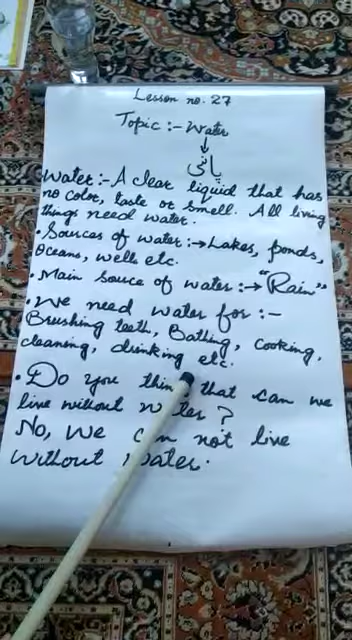 Lesson no. 27
Topic :- Water
↓
پانی
Water:- A clear liquid that has
no color, taste or smell. All living
things need water.
• Sources of water :→ Lakes, ponds,
Oceans, wells etc.
• Main source of water :→ "Rain"
• We need water for :-
Brushing teeth, Bathing, cooking,
cleaning, drinking etc.
• Do you think that can we
live without water?
No, we can not live
without water.